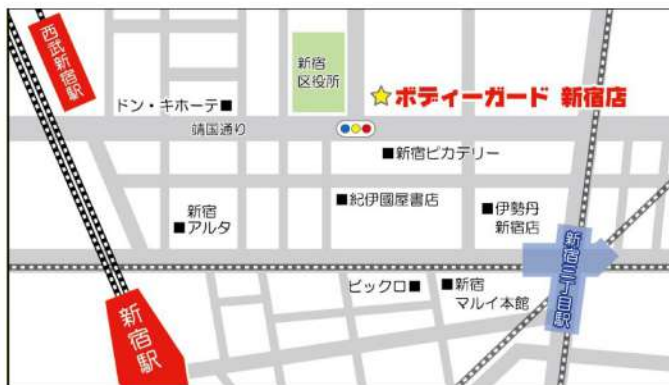 西武新宿駅
新宿
区役所
ボディーガード 新宿店
ドン・キホーテ■
靖国通り
■新宿ピカデリー
新宿
■アルタ
■紀伊國屋書店
■伊勢丹
新宿店
新宿三丁目駅
ビックロ■
■新宿
マルイ本館
新宿駅